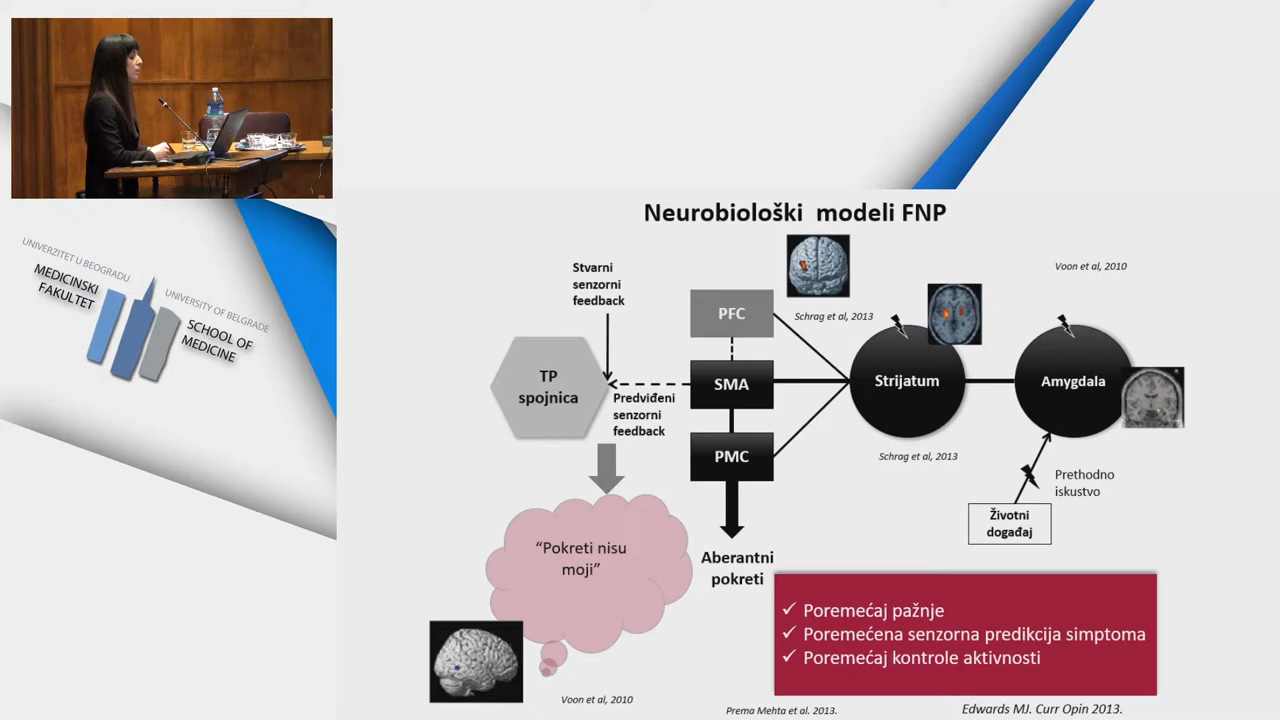 UNIVERZITET U BEOGRADU
MEDICINSKI
FAKULTET
UNIVERSITY OF BELGRADE
SCHOOL OF
MEDICINE
Neurobiološki modeli FNP
Stvarni
senzorni
feedback
PFC
Schrag et al, 2013
Voon et al, 2010
TP
spojnica
SMA
Strijatum
Amygdala
Predviđeni
senzorni
feedback
PMC
Schrag et al, 2013
Prethodno
iskustvo
Životni
događaj
"Pokreti nisu
moji"
Aberantni
pokreti
✓ Poremećaj pažnje
✓ Poremećena senzorna predikcija simptoma
✓ Poremećaj kontrole aktivnosti
Voon et al, 2010
Prema Mehta et al. 2013.
Edwards MJ. Curr Opin 2013.